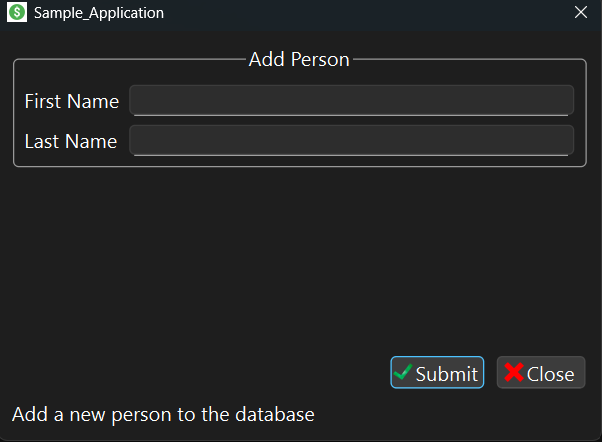 Sample_Application
Add Person
First Name
Last Name
Submit Close
Add a new person to the database